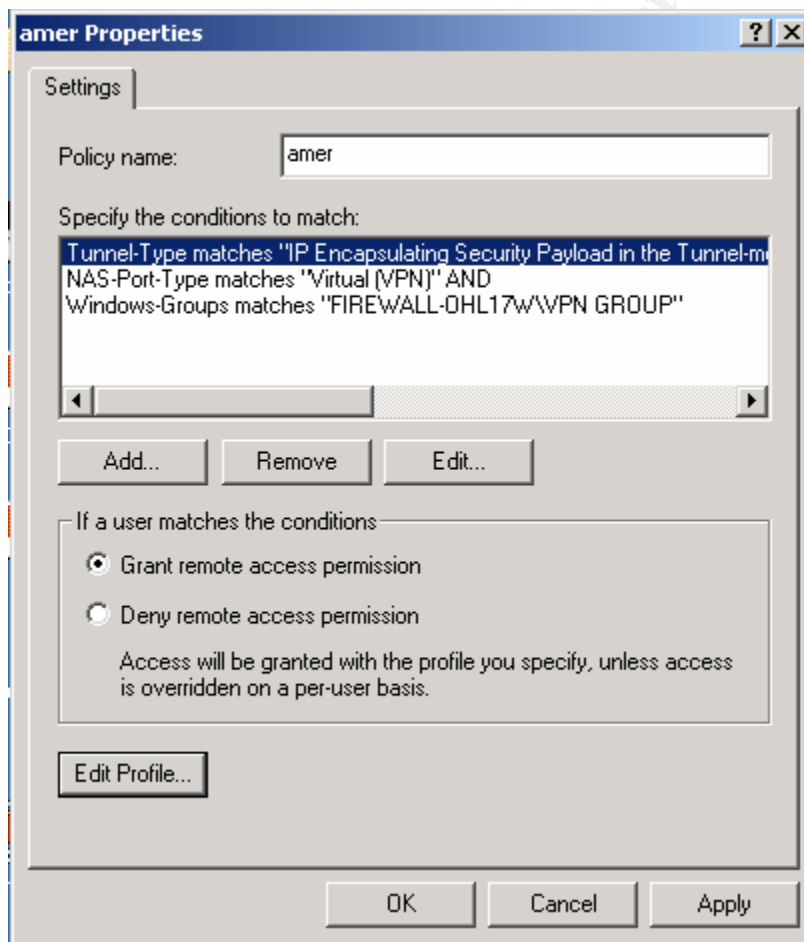 amer Properties
Settings
Policy name:
amer
Specify the conditions to match:
Tunnel-Type matches "IP Encapsulating Security Payload in the Tunnel-
NAS-Port-Type matches "Virtual (VPN)" AND
Windows-Groups matches "FIREWALL-OHL17W\VPN GROUP"
Add...
Remove
Edit...
If a user matches the conditions
Grant remote access permission
Deny remote access permission
Access will be granted with the profile you specify, unless access
is overridden on a per-user basis.
Edit Profile...
OK
Cancel
Apply